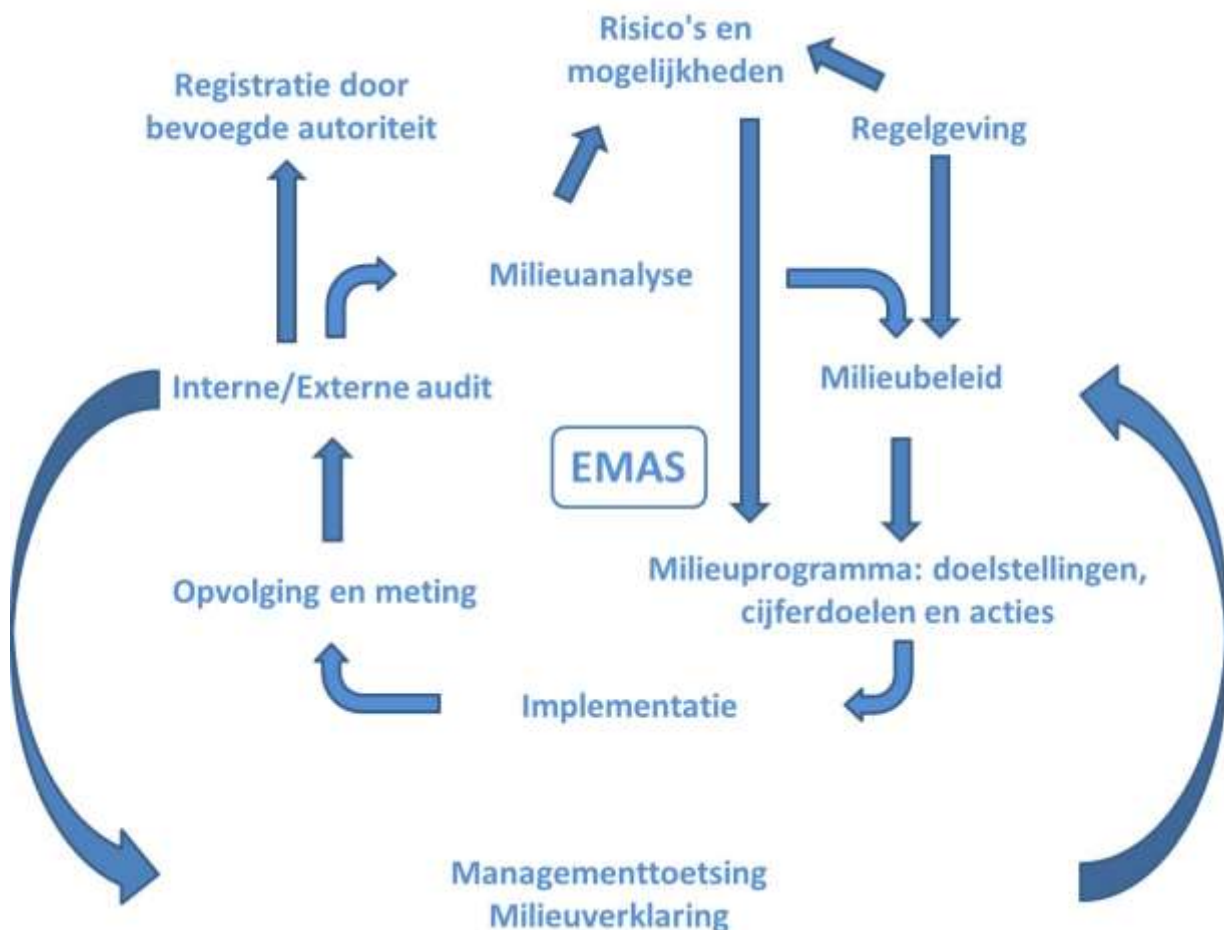 Risico's en
mogelijkheden
Registratie door
bevoegde autoriteit
Regelgeving
Milieuanalyse
Interne/Externe audit
Milieubeleid
EMAS
Opvolging en meting
Milieuprogramma: doelstellingen,
cijferdoelen en acties
Implementatie
Managementtoetsing
Milieuverklaring